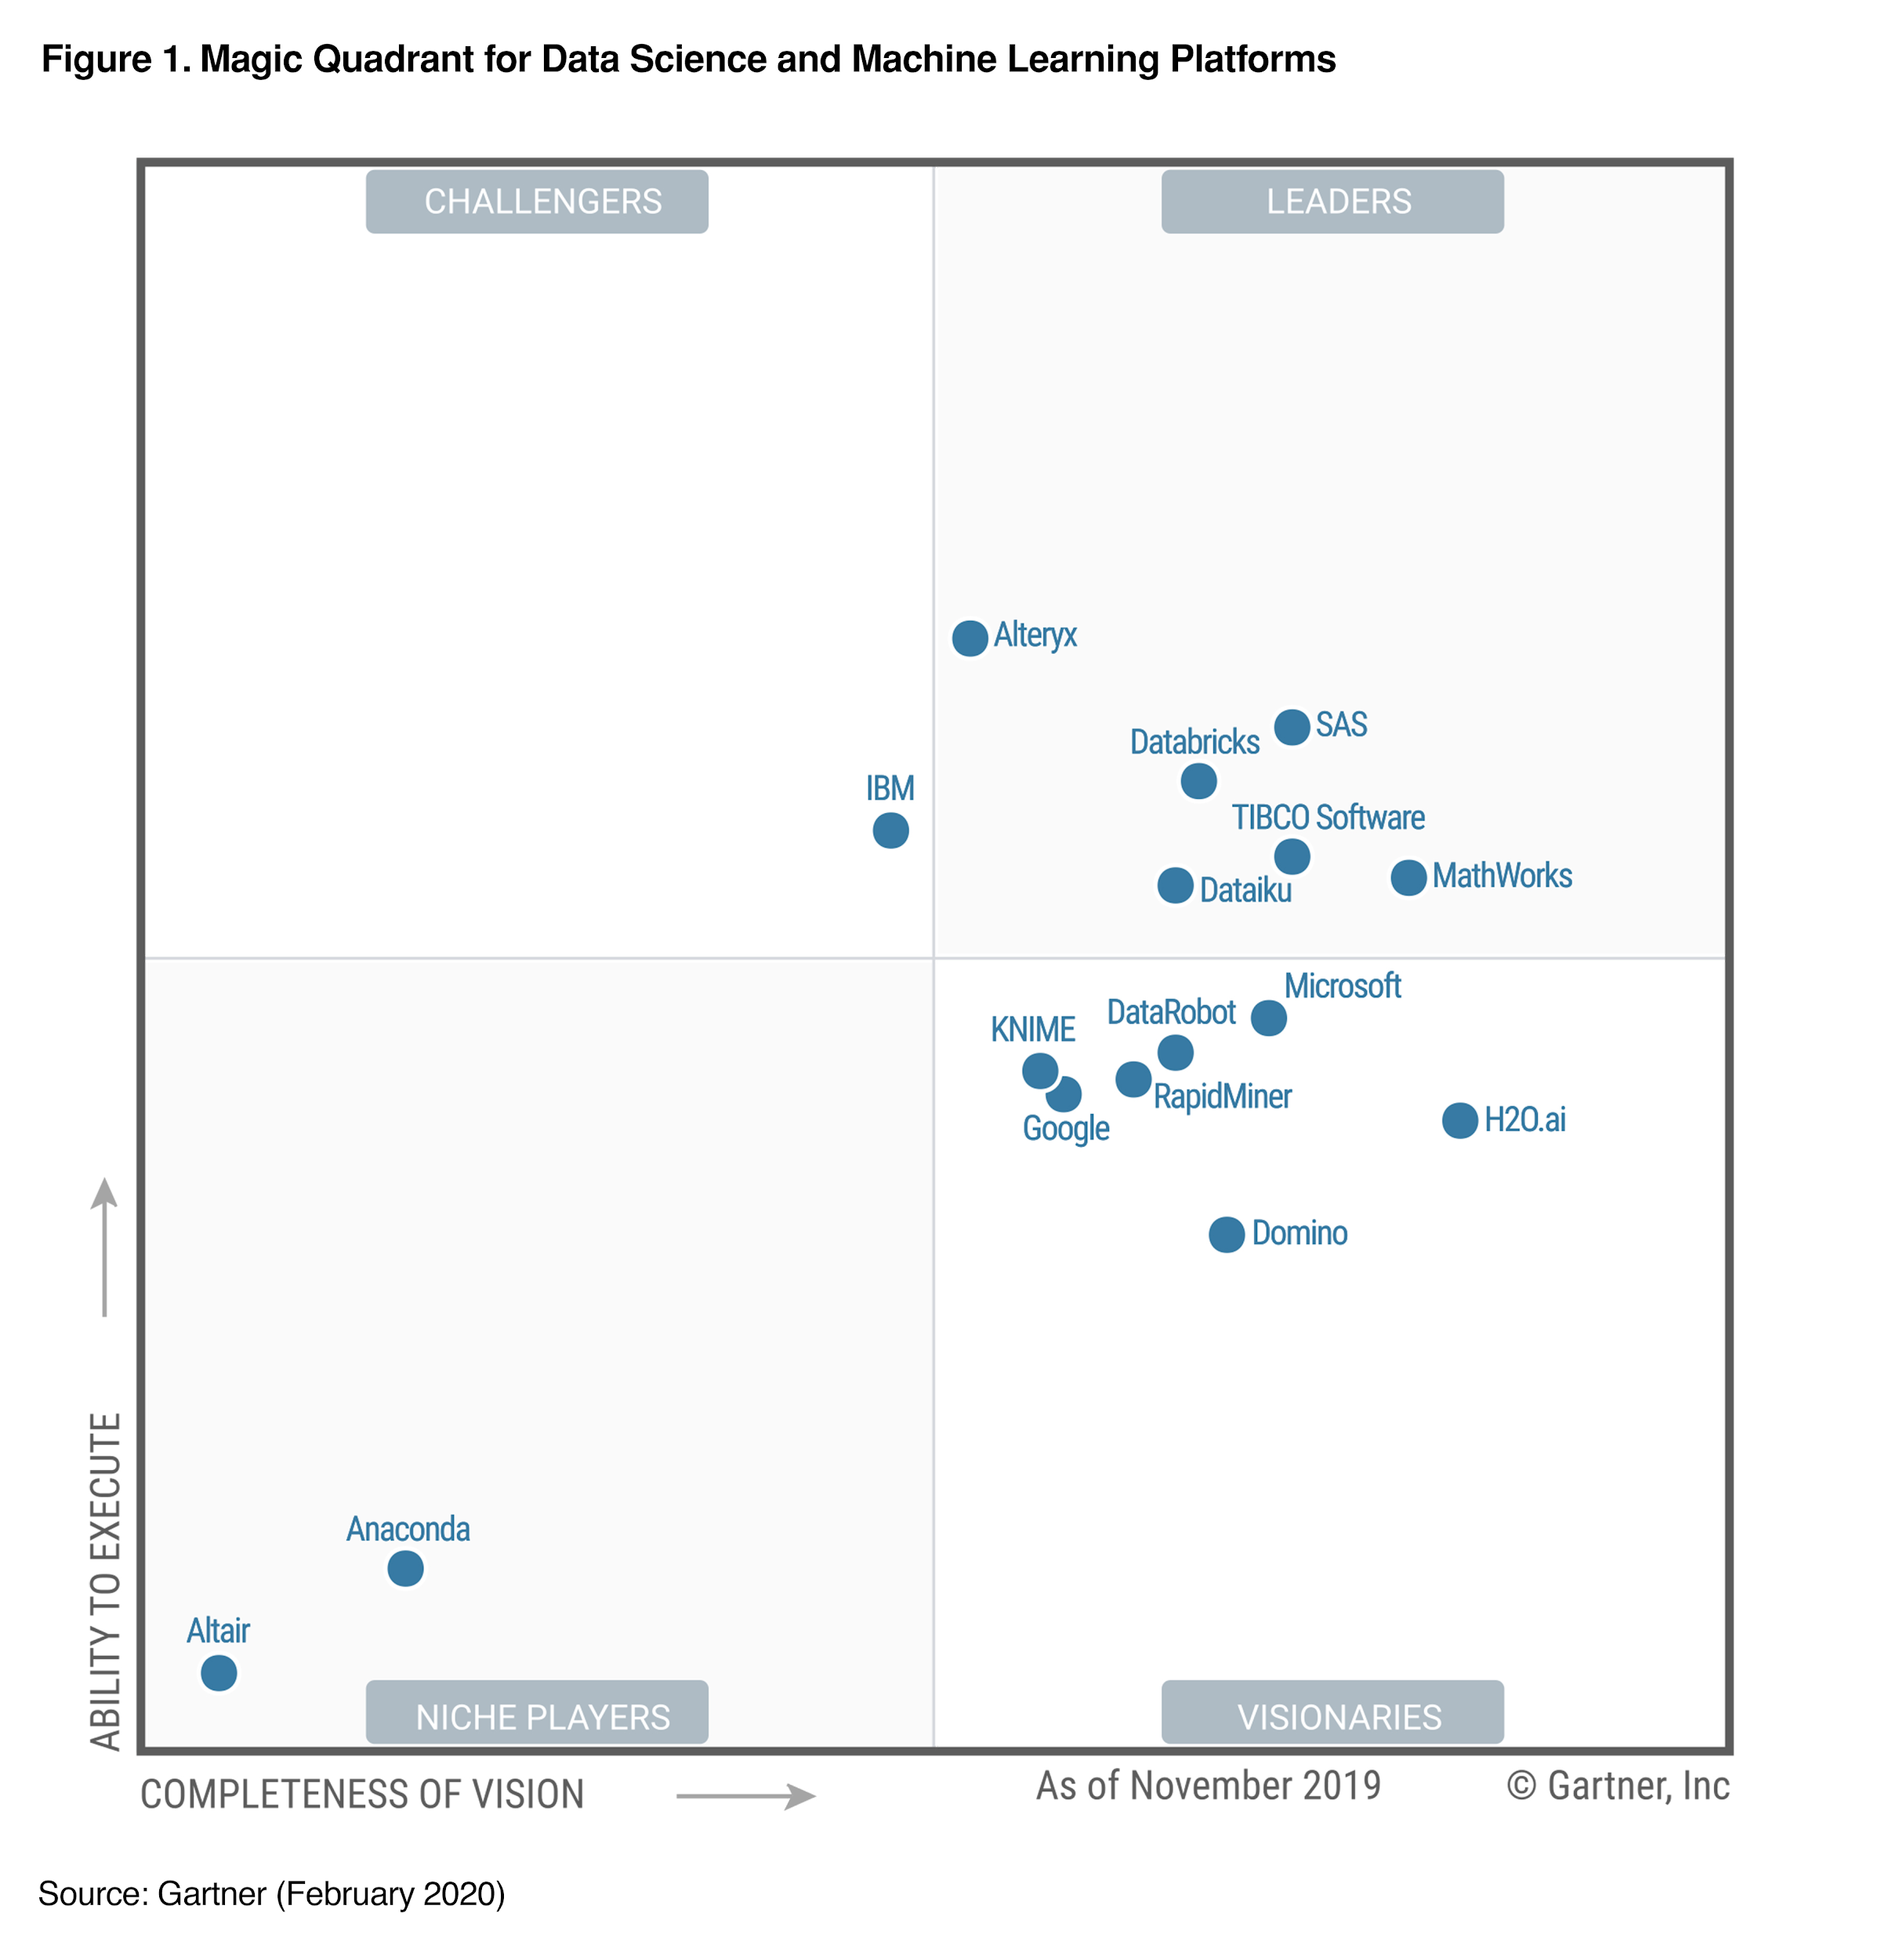 Figure 1. Magic Quadrant for Data Science and Machine Learning Platforms
CHALLENGERS
LEADERS
Alteryx
SAS
Databricks
IBM
TIBCO Software
MathWorks
Dataiku
Microsoft
DataRobot
KNIME
RapidMiner
Google
H2O.ai
Domino
Anaconda
Altair
NICHE PLAYERS
VISIONARIES
ABILITY TO EXECUTE
COMPLETENESS OF VISION
As of November 2019
© Gartner, Inc
Source: Gartner (February 2020)